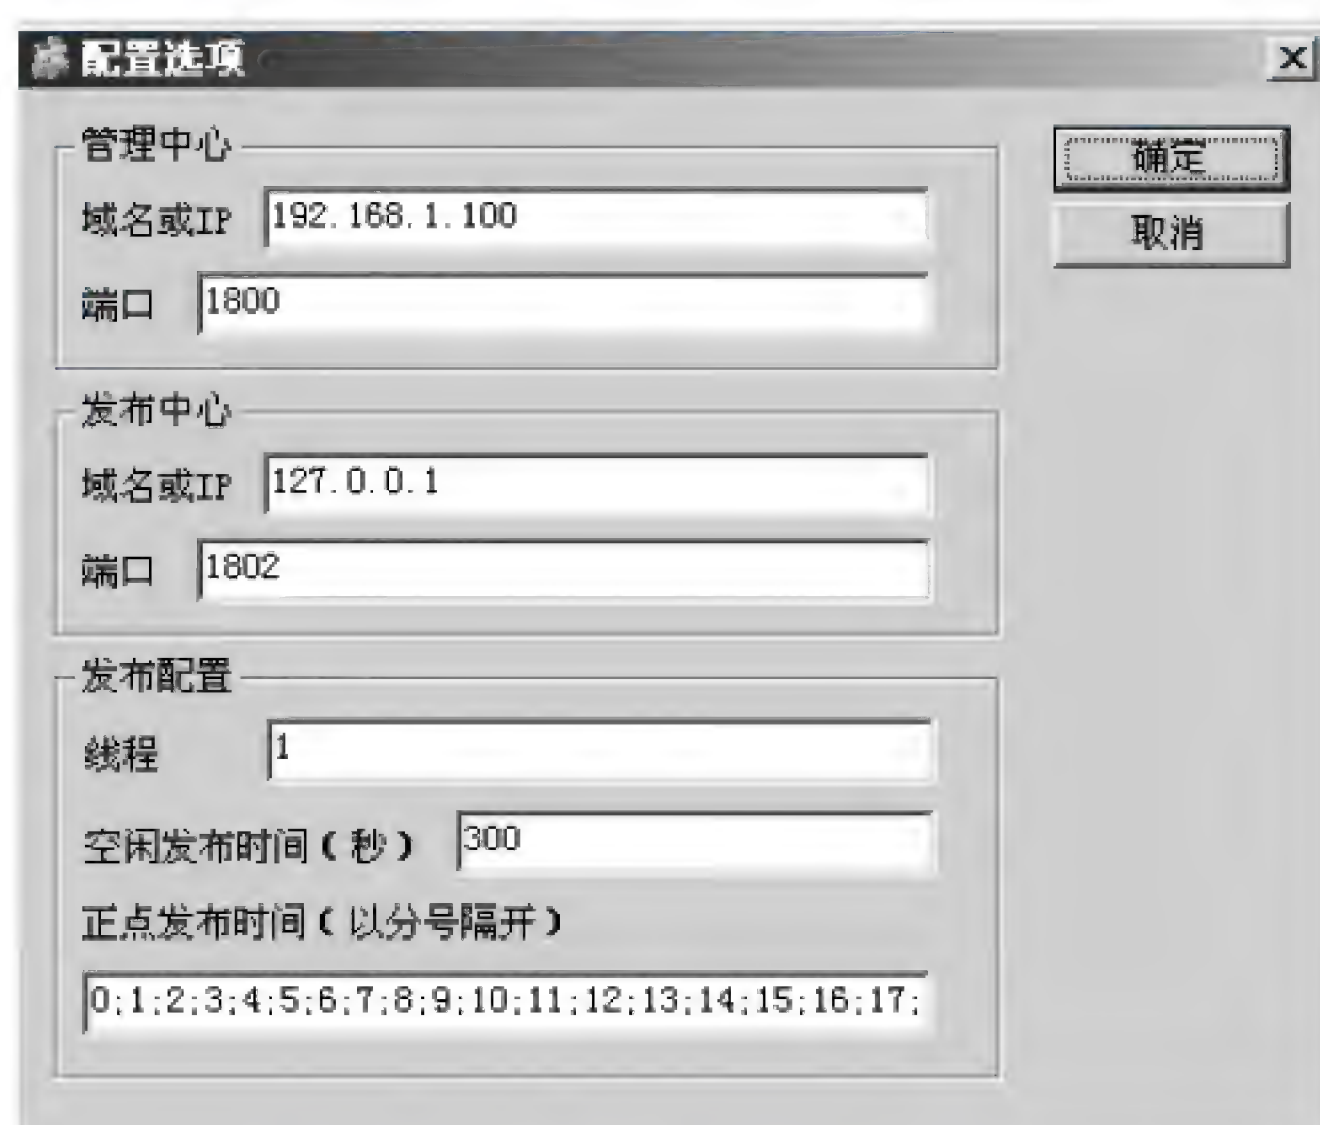 配置选项
管理中心
域名或IP 192.168.1.100
端口 1800
确定
取消
发布中心
域名或IP 127.0.0.1
端口 1802
发布配置
线程 1
空闲发布时间（秒） 300
正点发布时间（以分号隔开）
0;1;2;3;4;5;6;7;8;9;10;11;12;13;14;15;16;17;